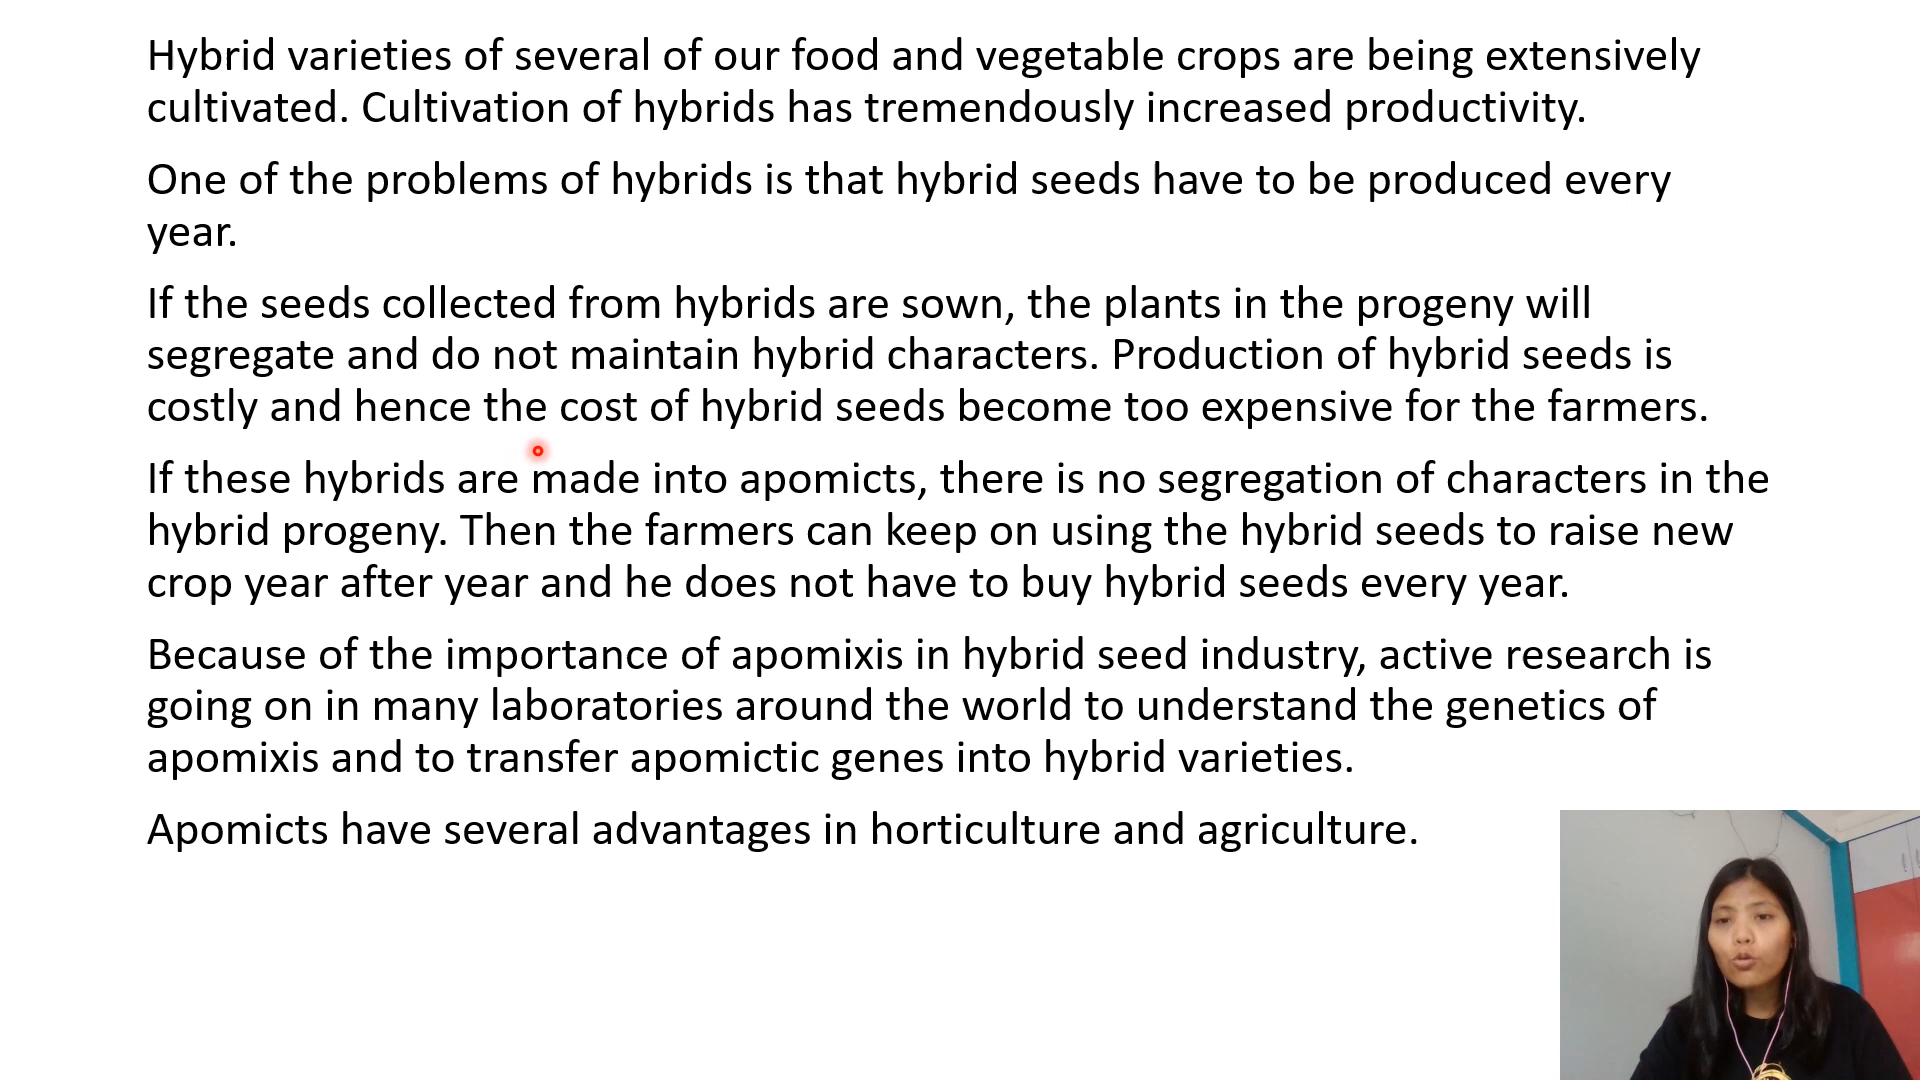 Hybrid varieties of several of our food and vegetable crops are being extensively
cultivated. Cultivation of hybrids has tremendously increased productivity.
One of the problems of hybrids is that hybrid seeds have to be produced every
year.
If the seeds collected from hybrids are sown, the plants in the progeny will
segregate and do not maintain hybrid characters. Production of hybrid seeds is
costly and hence the cost of hybrid seeds become too expensive for the farmers.
If these hybrids are made into apomicts, there is no segregation of characters in the
hybrid progeny. Then the farmers can keep on using the hybrid seeds to raise new
crop year after year and he does not have to buy hybrid seeds every year.
Because of the importance of apomixis in hybrid seed industry, active research is
going on in many laboratories around the world to understand the genetics of
apomixis and to transfer apomictic genes into hybrid varieties.
Apomicts have several advantages in horticulture and agriculture.